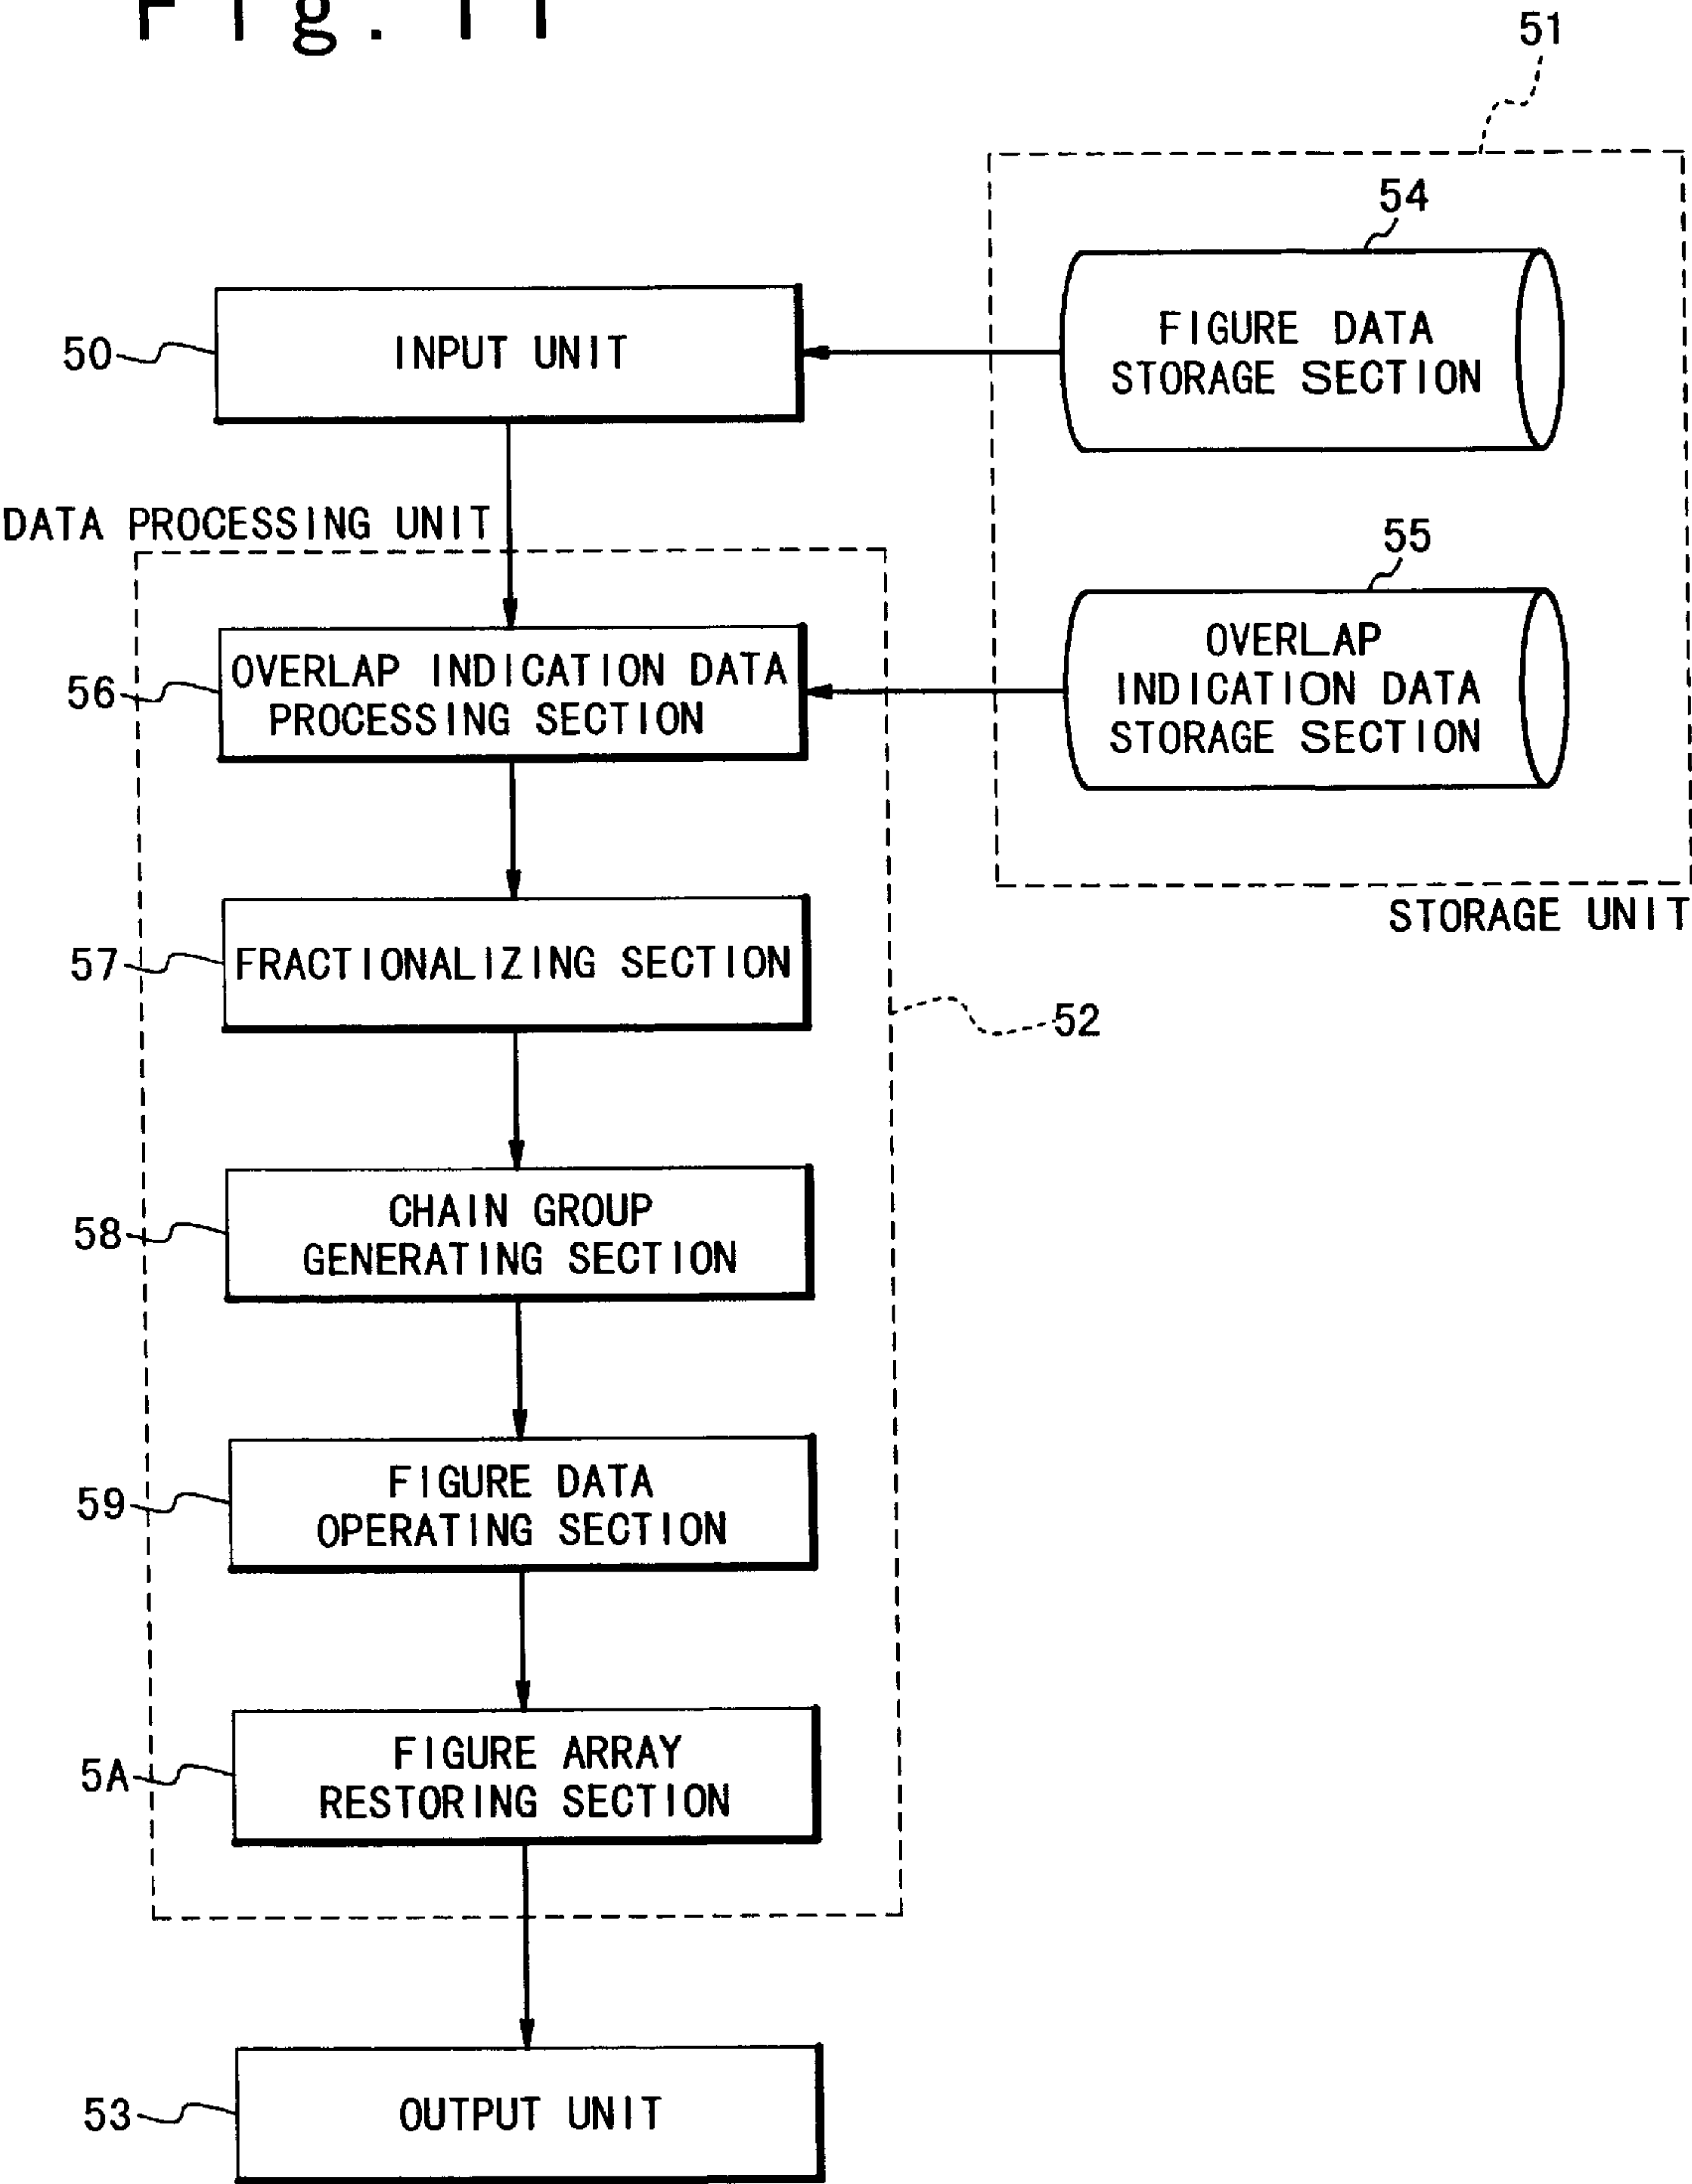 Fig. 11
51
54
FIGURE DATA
STORAGE SECTION
50
INPUT UNIT
DATA PROCESSING UNIT
55
OVERLAP
INDICATION DATA
STORAGE SECTION
56
OVERLAP INDICATION DATA
PROCESSING SECTION
STORAGE UNIT
57
FRACTIONALIZING SECTION
52
58
CHAIN GROUP
GENERATING SECTION
59
FIGURE DATA
OPERATING SECTION
5A
FIGURE ARRAY
RESTORING SECTION
53
OUTPUT UNIT